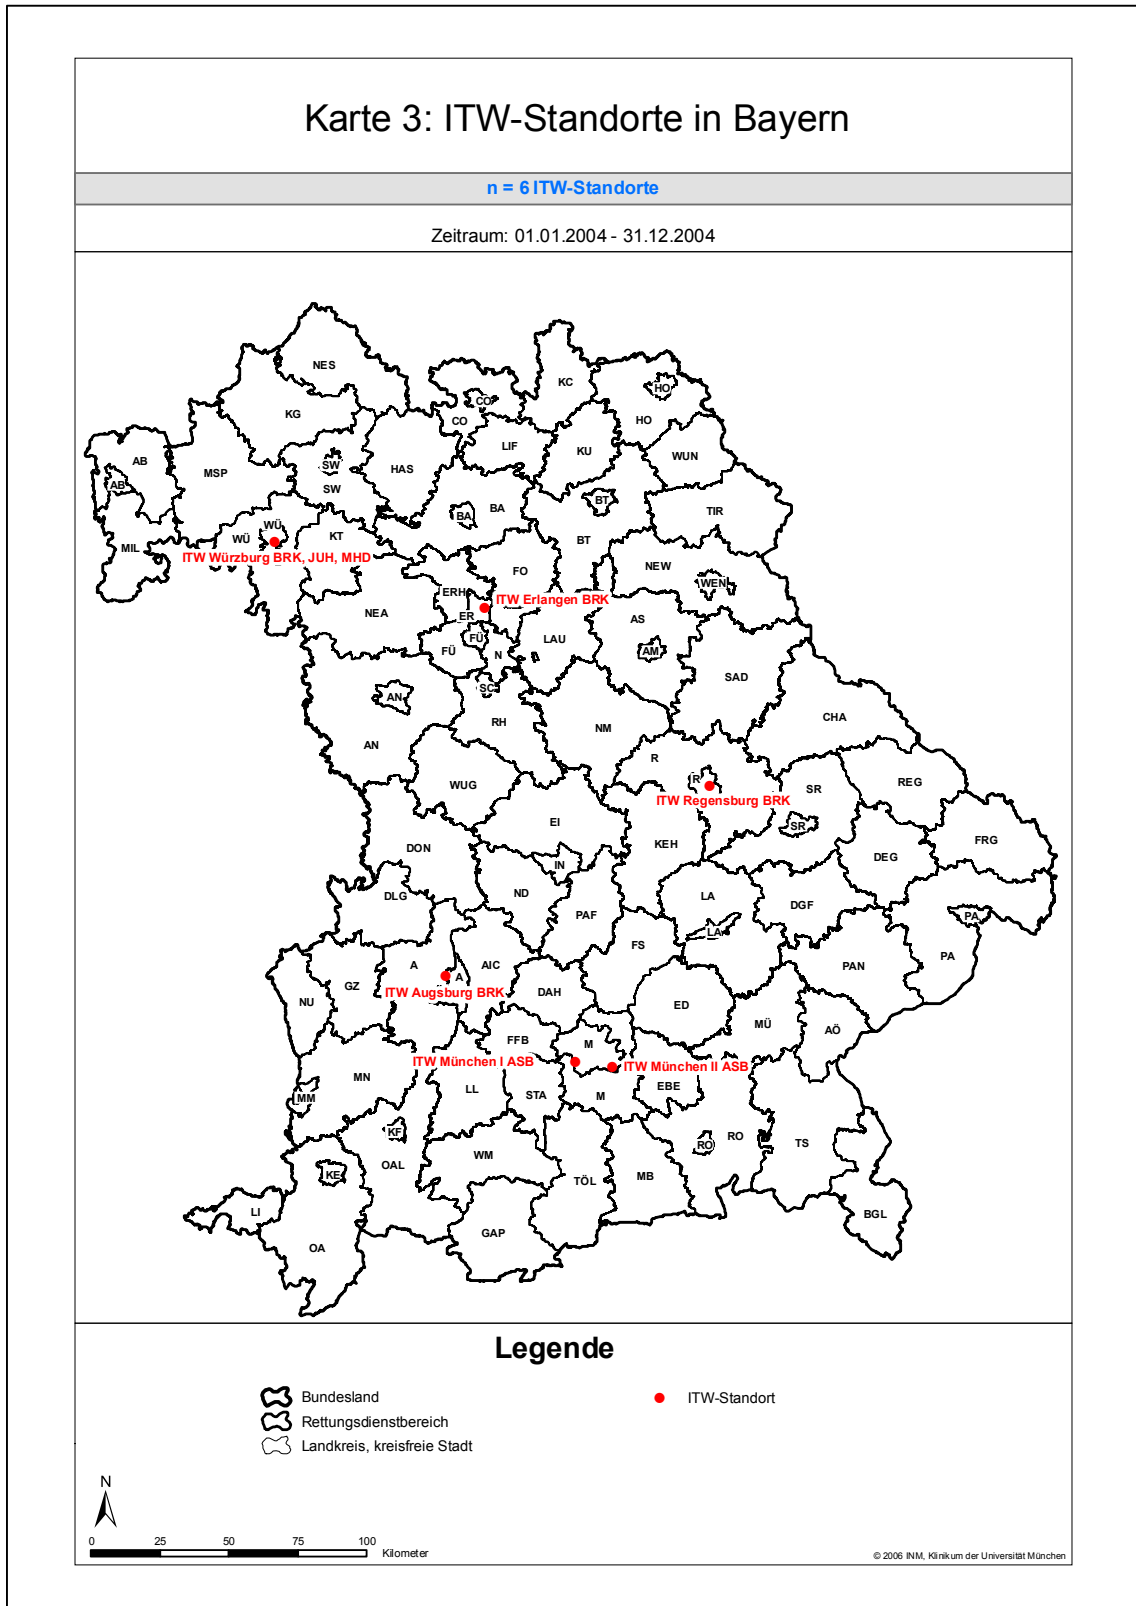 Karte 3: ITW-Standorte in Bayern
n = 6 ITW-Standorte
Zeitraum: 01.01.2004 - 31.12.2004
NES
KC
HO
CO
KG
CO
HO
LIF
KU
WUN
AB
MSP
SW
HAS
AB
SW
BT
TIR
BA
BA
WÜ
WÜ
KT
BT
MIL
ITW Würzburg BRK, JUH, MHD
FO
NEW
WEN
ERH
ITW Erlangen BRK
NEA
ER
AS
FÜ
LAU
FÜ
N
AM
SAD
SC
AN
RH
CHA
NM
AN
R
R
WUG
SR
REG
ITW Regensburg BRK
EI
SR
KEH
FRG
DON
DEG
IN
ND
LA
DLG
DGF
PAF
PA
LA
FS
A
AIC
PAN
PA
A
GZ
ITW Augsburg BRK
DAH
NU
ED
MÜ
AÖ
FFB
M
ITW München I ASB
ITW München II ASB
MN
LL
EBE
STA
M
MM
KF
RO
RO
TS
WM
OAL
KE
MB
TÖL
LI
BGL
GAP
OA
Legende
Bundesland
ITW-Standort
Rettungsdienstbereich
Landkreis, kreisfreie Stadt
N
0 25 50 75 100
Kilometer
© 2006 INM, Klinikum der Universität München